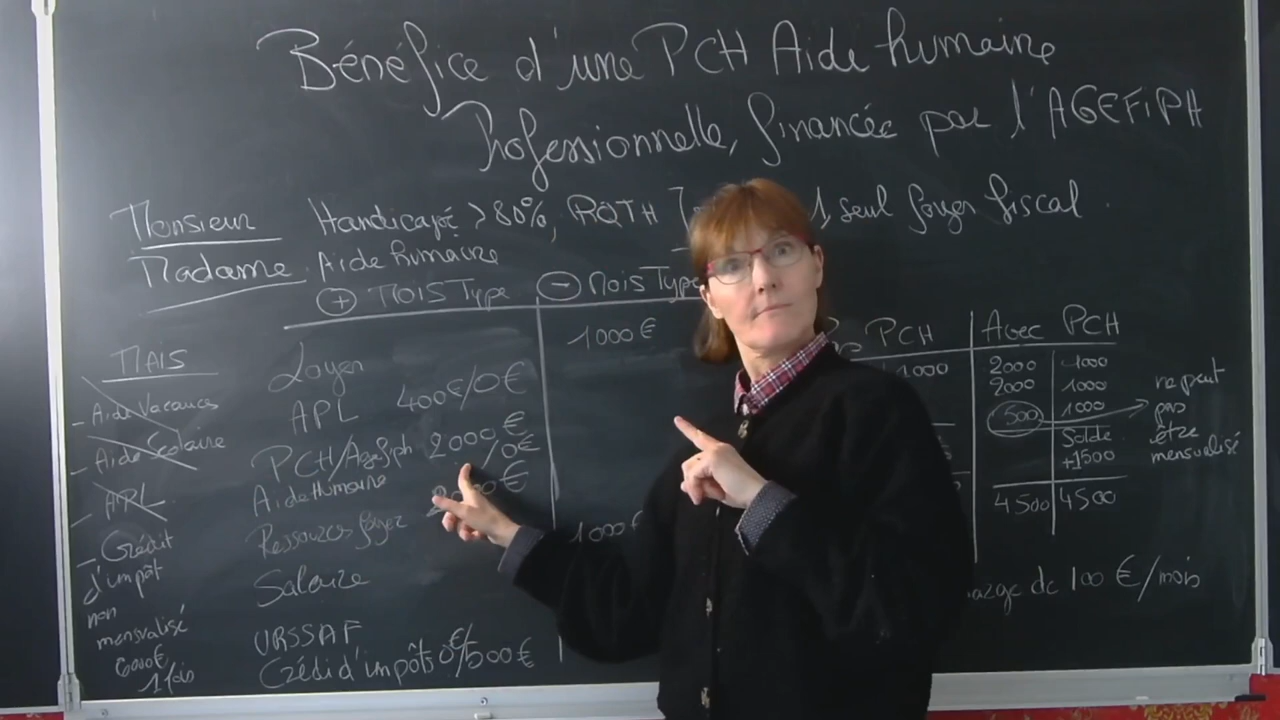 Bénéfice d'une PCH Aide humaine
Professionnelle, financée par l'AGEFIPH
Monsieur Handicapé >80%, RQTH ] 1 seul foyer fiscal.
Madame Aide humaine
+ MOIS Type
- Mois Type
MAIS
- Aide Vacances
- Aide Scolaire
- APL
- Crédit
d'impôt
non
mensualisé
6000€
1 fois
Loyer
1000€
APL 400€/0€
PCH/Agefiph 2000€
Aide Humaine /0€
Ressources foyer
€
Salaire
1000€
URSSAF
Crédit d'impôts 0€/500€
PCH
1000
Avec PCH
2000 1000
2000 1000
500 1000
Solde
+1500
4500 4500
ne peut
pas
être
mensualisé
de 100 €/mois